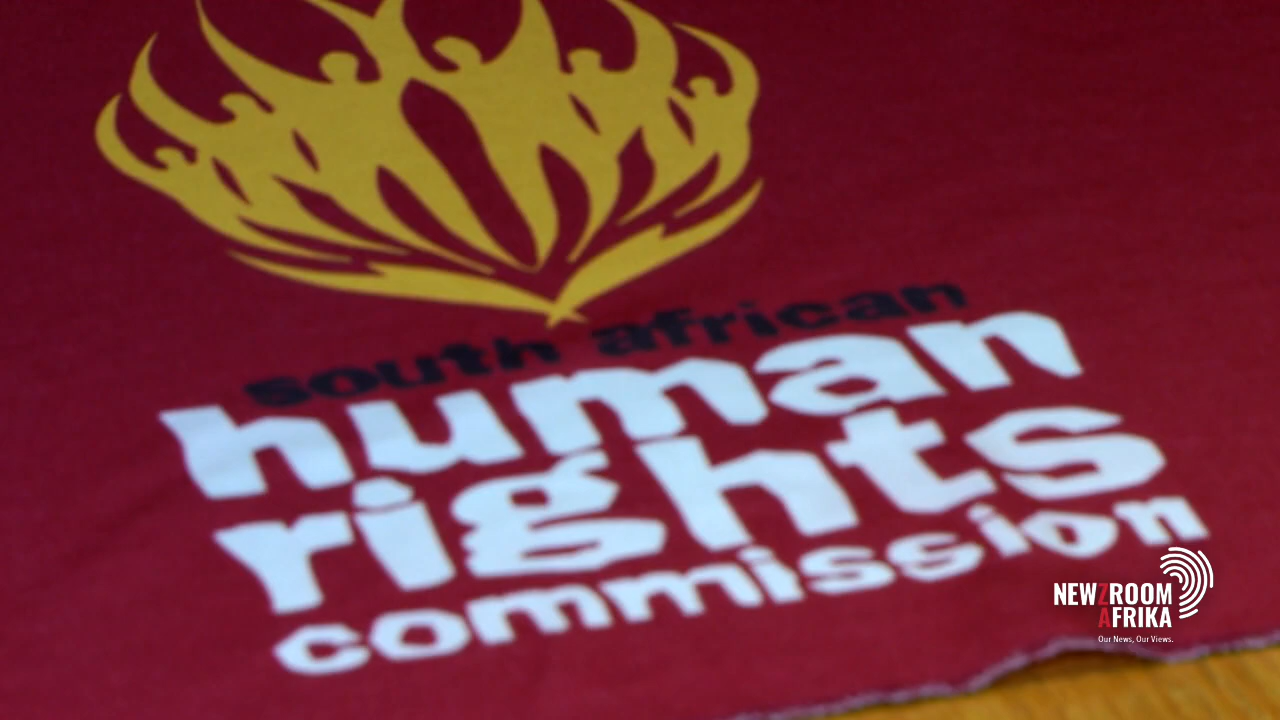 south african
human
rights
commission
NEWZROOM
AFRIKA
Our News, Our Views.